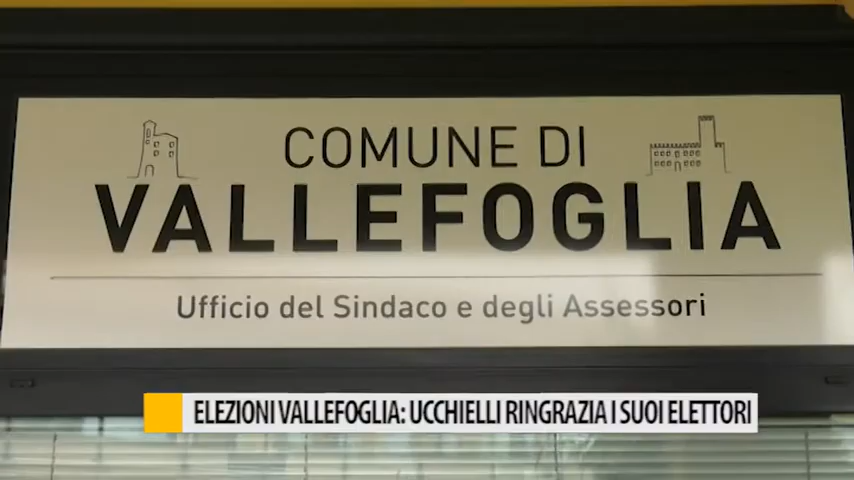 COMUNE DI
VALLEFOGLIA
Ufficio del Sindaco e degli Assessori
ELEZIONI VALLEFOGLIA: UCCHIELLI RINGRAZIA I SUOI ELETTORI